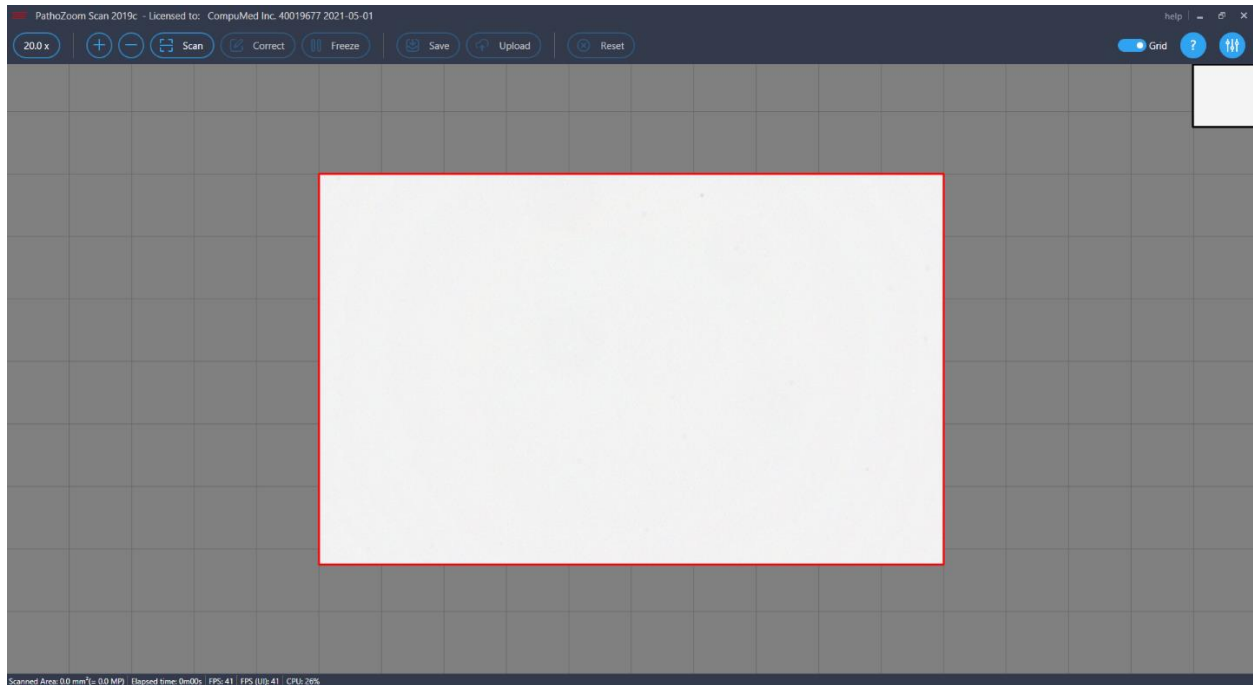 PathoZoom Scan 2019c - Licensed to: CompuMed Inc. 40019677 2021-05-01 help
20.0 x Scan Correct Freeze Save Upload Reset Grid ?
Scanned Area: 0.0 mm²(= 0.0 MP) Elapsed time: 0m00s FPS: 41 FPS (UI): 41 CPU: 26%